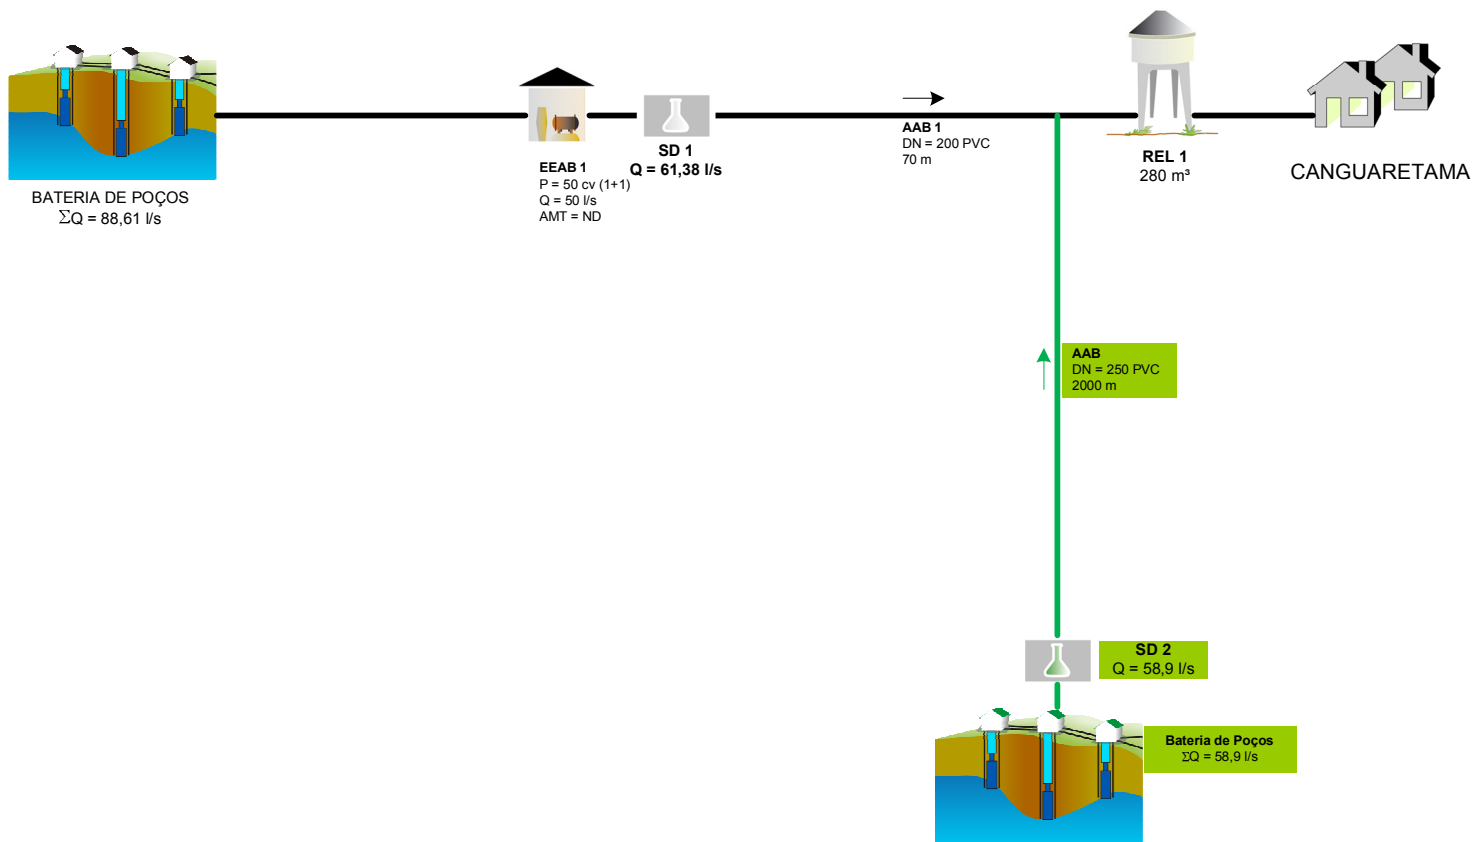 BATERIA DE POÇOS
ΣQ = 88,61 l/s
EEAB 1
P = 50 cv (1+1)
Q = 50 l/s
AMT = ND
SD 1
Q = 61,38 l/s
AAB 1
DN = 200 PVC
70 m
REL 1
280 m³
CANGUARETAMA
AAB
DN = 250 PVC
2000 m
SD 2
Q = 58,9 l/s
Bateria de Poços
ΣQ = 58,9 l/s